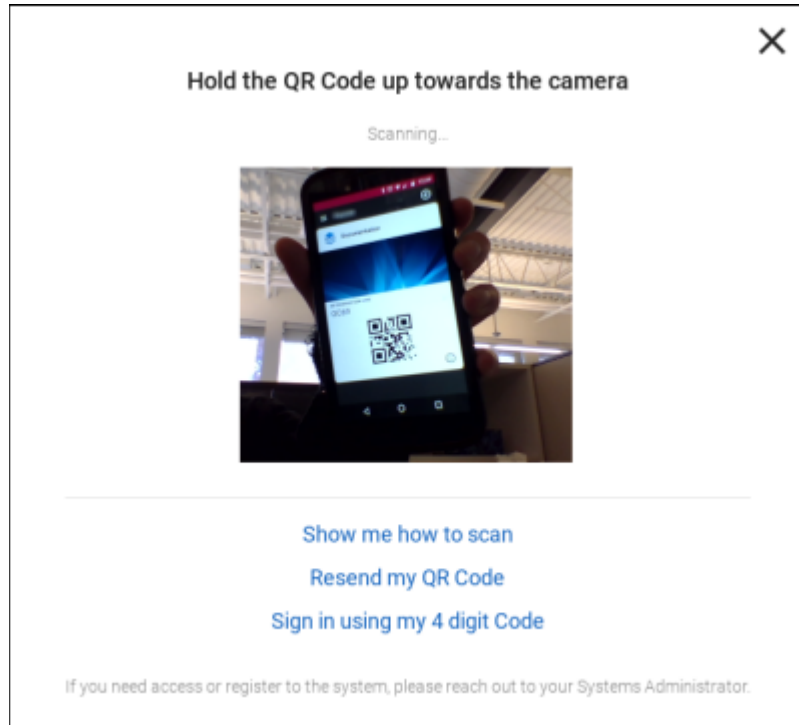 Hold the QR Code up towards the camera
Scanning...
Documentation
Show me how to scan
Resend my QR Code
Sign in using my 4 digit Code
If you need access or register to the system, please reach out to your Systems Administrator.